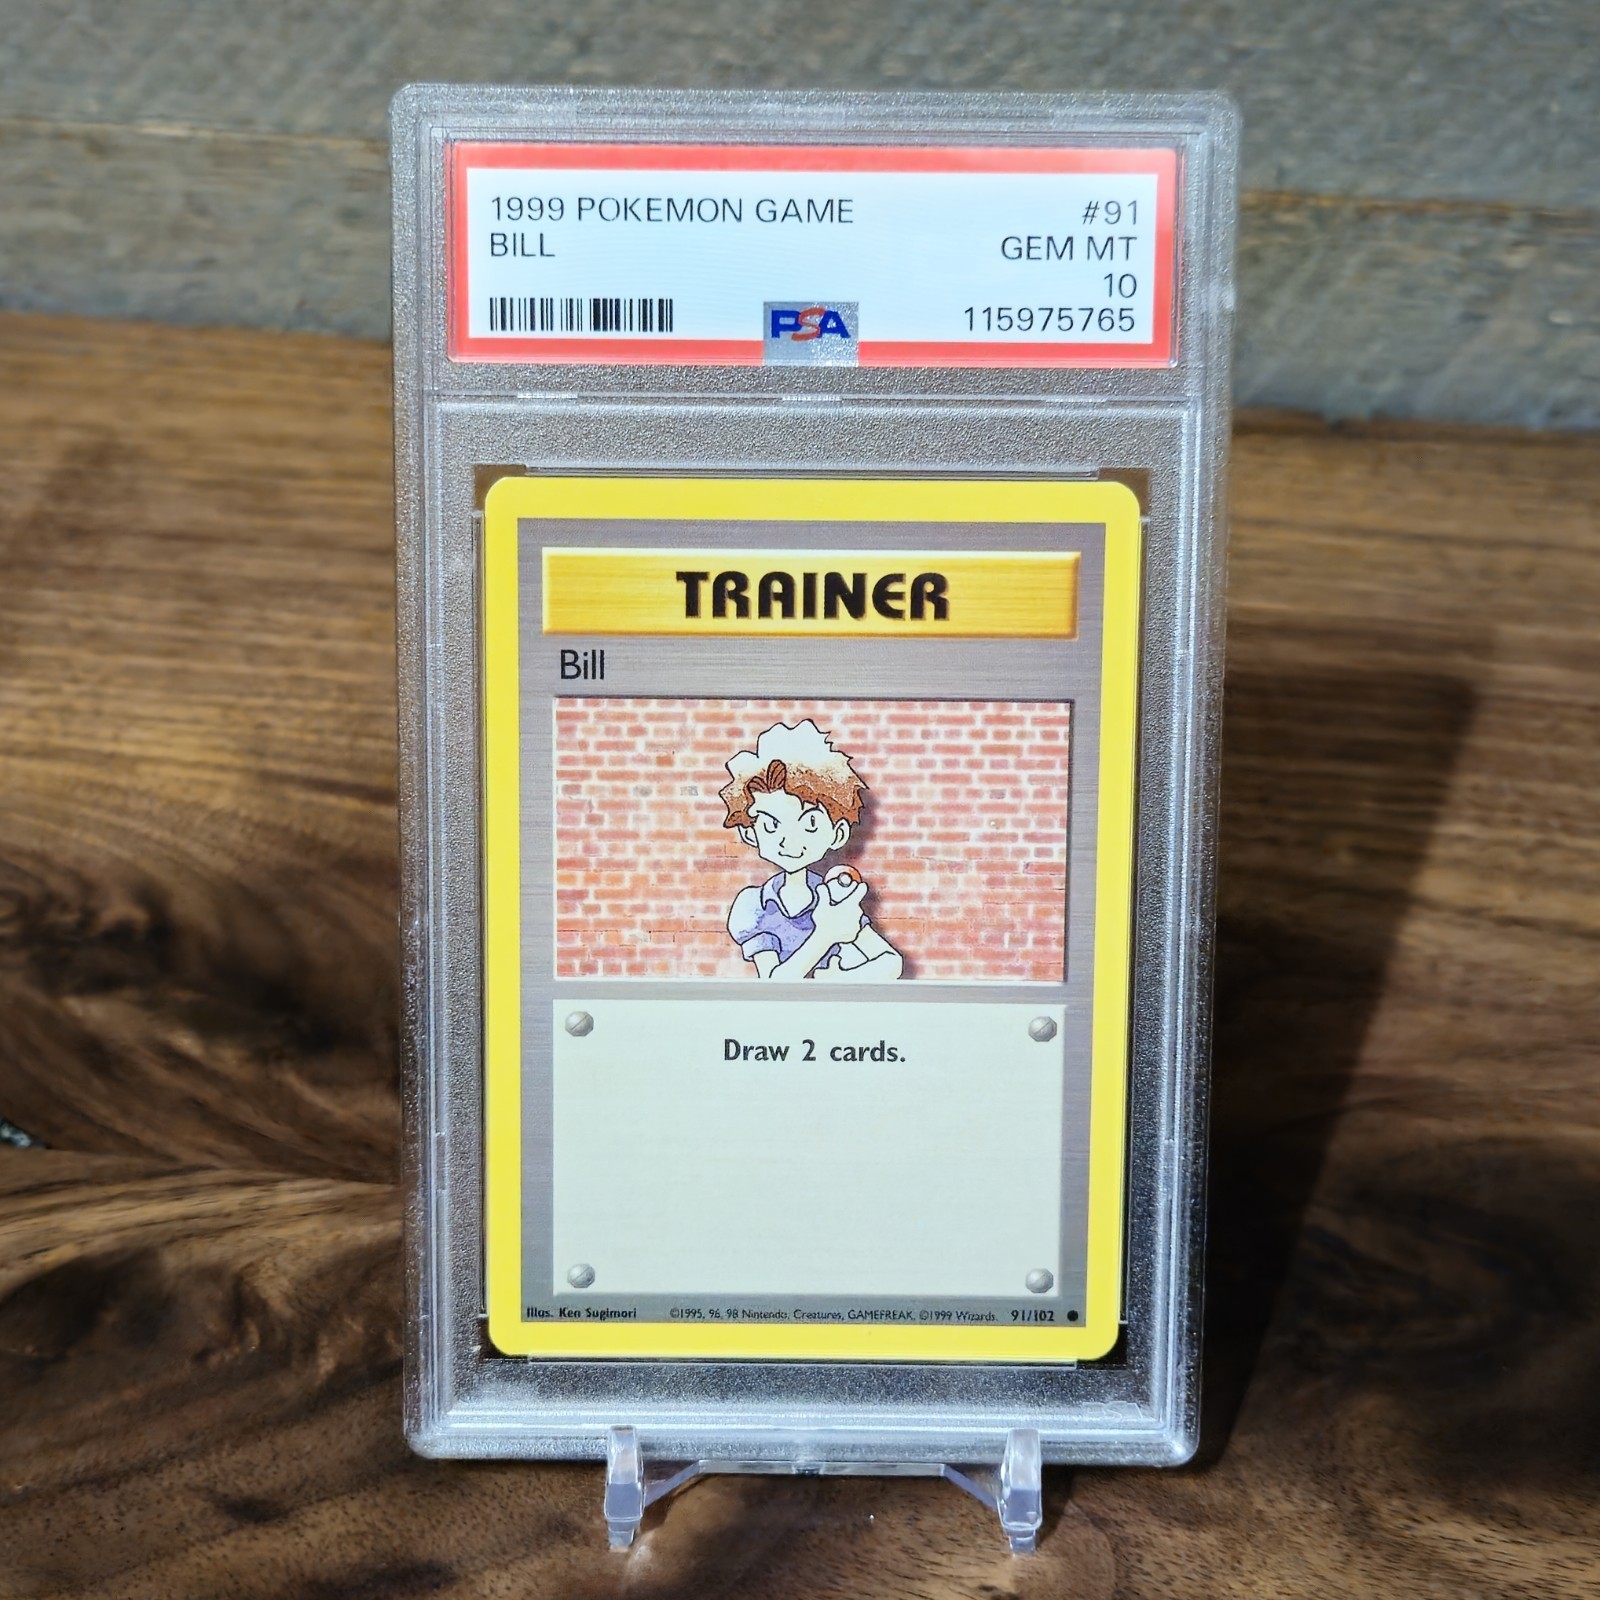 1999 POKEMON GAME #91
BILL GEM MT
10
PSA 115975765
TRAINER
Bill
Draw 2 cards.
Illus. Ken Sugimori ©1995, 96, 98 Nintendo, Creatures, GAMEFREAK. ©1999 Wizards. 91/102